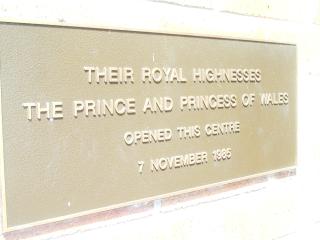 THEIR ROYAL HIGHNESSES
THE PRINCE AND PRINCESS OF WALES
OPENED THIS CENTRE
7 NOVEMBER 1985